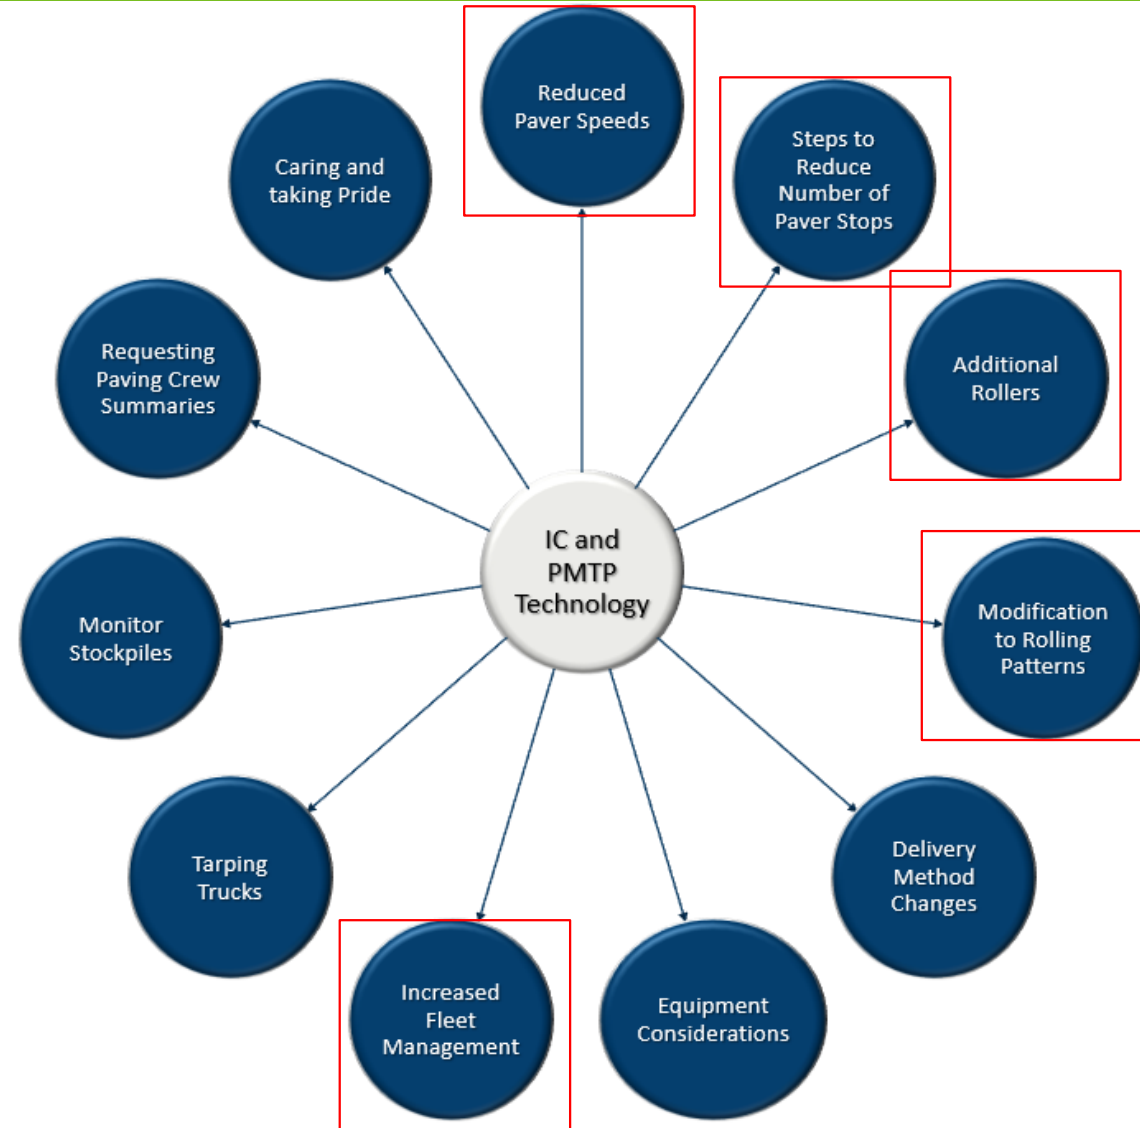 Reduced
Paver Speeds
Steps to
Reduce
Number of
Paver Stops
Additional
Rollers
Modification
to Rolling
Patterns
Delivery
Method
Changes
Equipment
Considerations
Increased
Fleet
Management
Tarping
Trucks
Monitor
Stockpiles
Requesting
Paving Crew
Summaries
Caring and
taking Pride
IC and
PMTP
Technology